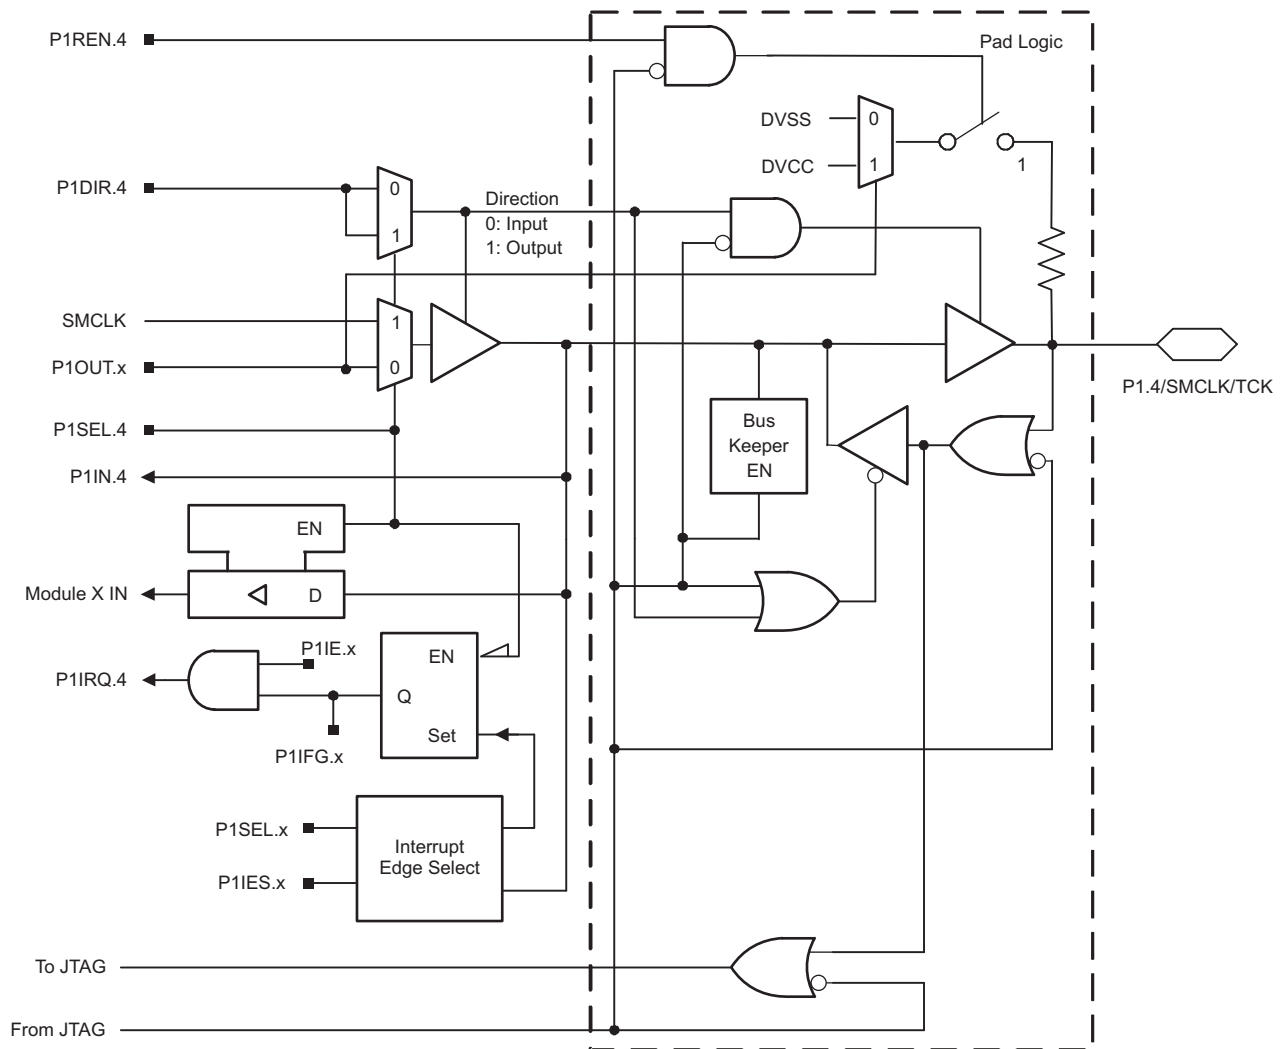 P1REN.4
Pad Logic
DVSS
0
DVCC
1
1
P1DIR.4
0
1
Direction
0: Input
1: Output
SMCLK
1
P1OUT.x
0
P1.4/SMCLK/TCK
P1SEL.4
Bus
Keeper
EN
P1IN.4
EN
Module X IN
D
P1IE.x
EN
P1IRQ.4
Q
Set
P1IFG.x
P1SEL.x
Interrupt
Edge Select
P1IES.x
To JTAG
From JTAG